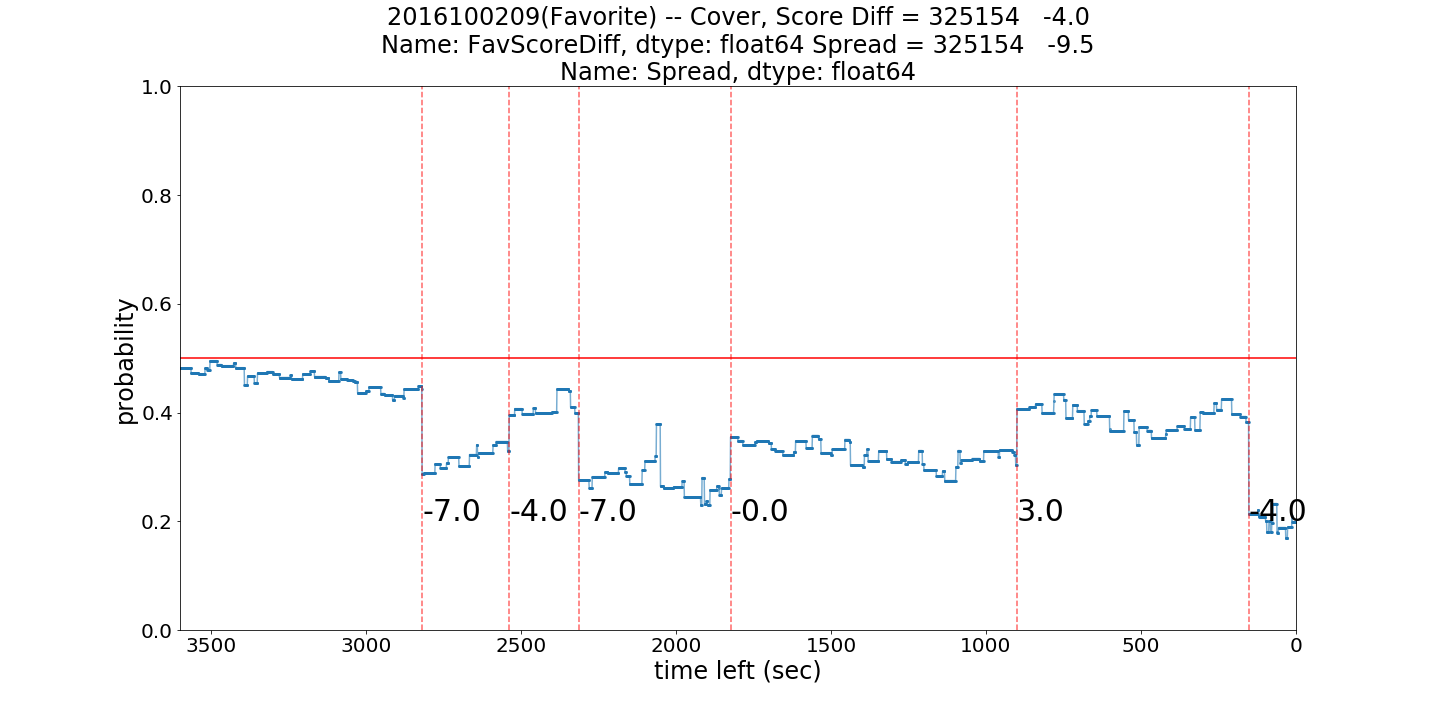 2016100209(Favorite) -- Cover, Score Diff = 325154   -4.0
Name: FavScoreDiff, dtype: float64 Spread = 325154   -9.5
Name: Spread, dtype: float64
1.0
0.8
0.6
0.4
0.2
0.0
probability
-7.0 -4.0 -7.0 -0.0 3.0 -4.0
3500 3000 2500 2000 1500 1000 500 0
time left (sec)